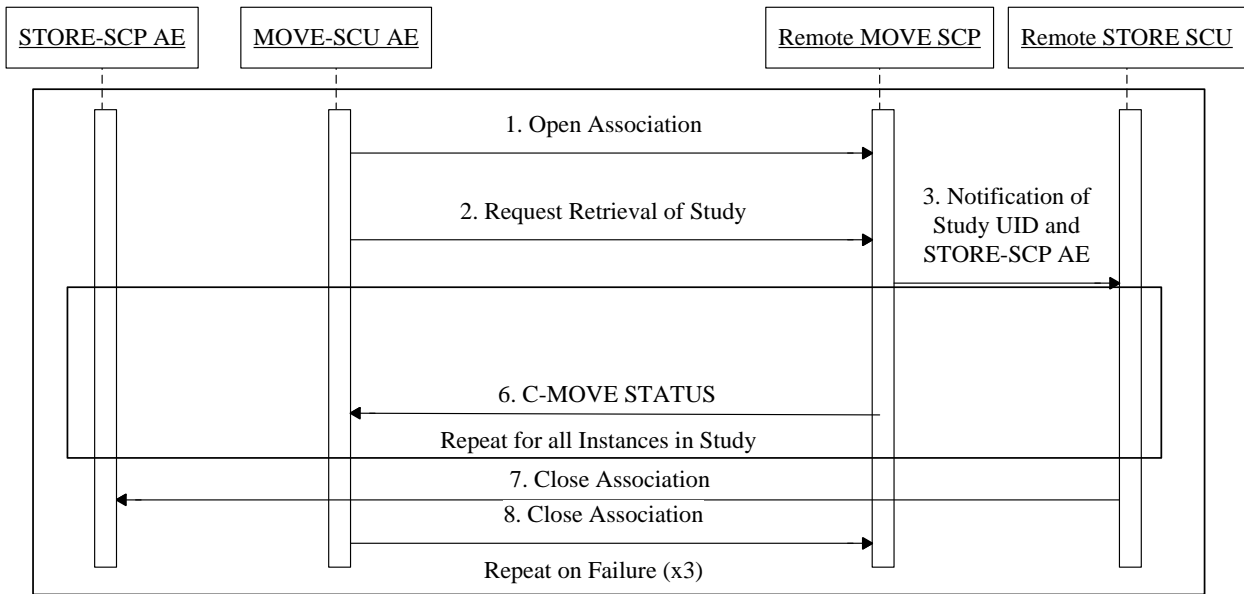 STORE-SCP AE
MOVE-SCU AE
Remote MOVE SCP
Remote STORE SCU
1. Open Association
2. Request Retrieval of Study
3. Notification of
Study UID and
STORE-SCP AE
6. C-MOVE STATUS
Repeat for all Instances in Study
7. Close Association
8. Close Association
Repeat on Failure (x3)